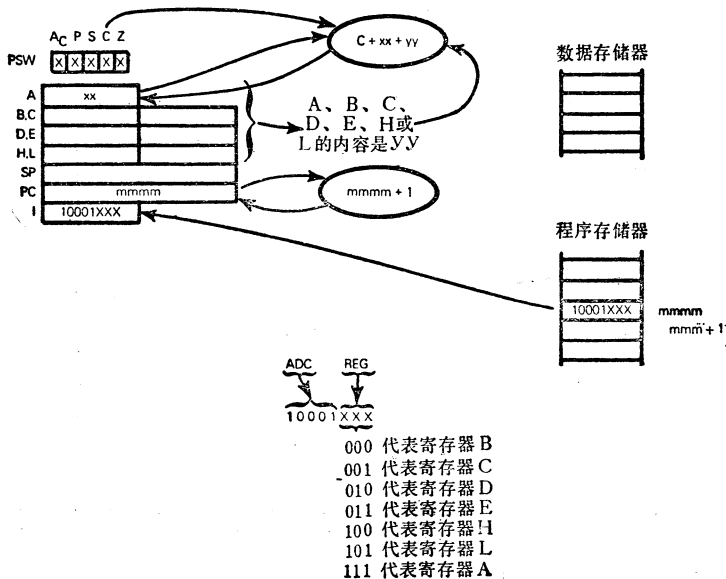 A_C P S C Z
PSW X X X X X
C + xx + yy
数据存储器
A xx
B,C
D,E
H,L
SP
PC mmmm
I 10001XXX
A、B、C、
D、E、H或
L的内容是yy
mmmm + 1
程序存储器
10001XXX mmmm
mmm + 1
ADC REG
10001XXX
000 代表寄存器B
001 代表寄存器C
010 代表寄存器D
011 代表寄存器E
100 代表寄存器H
101 代表寄存器L
111 代表寄存器A